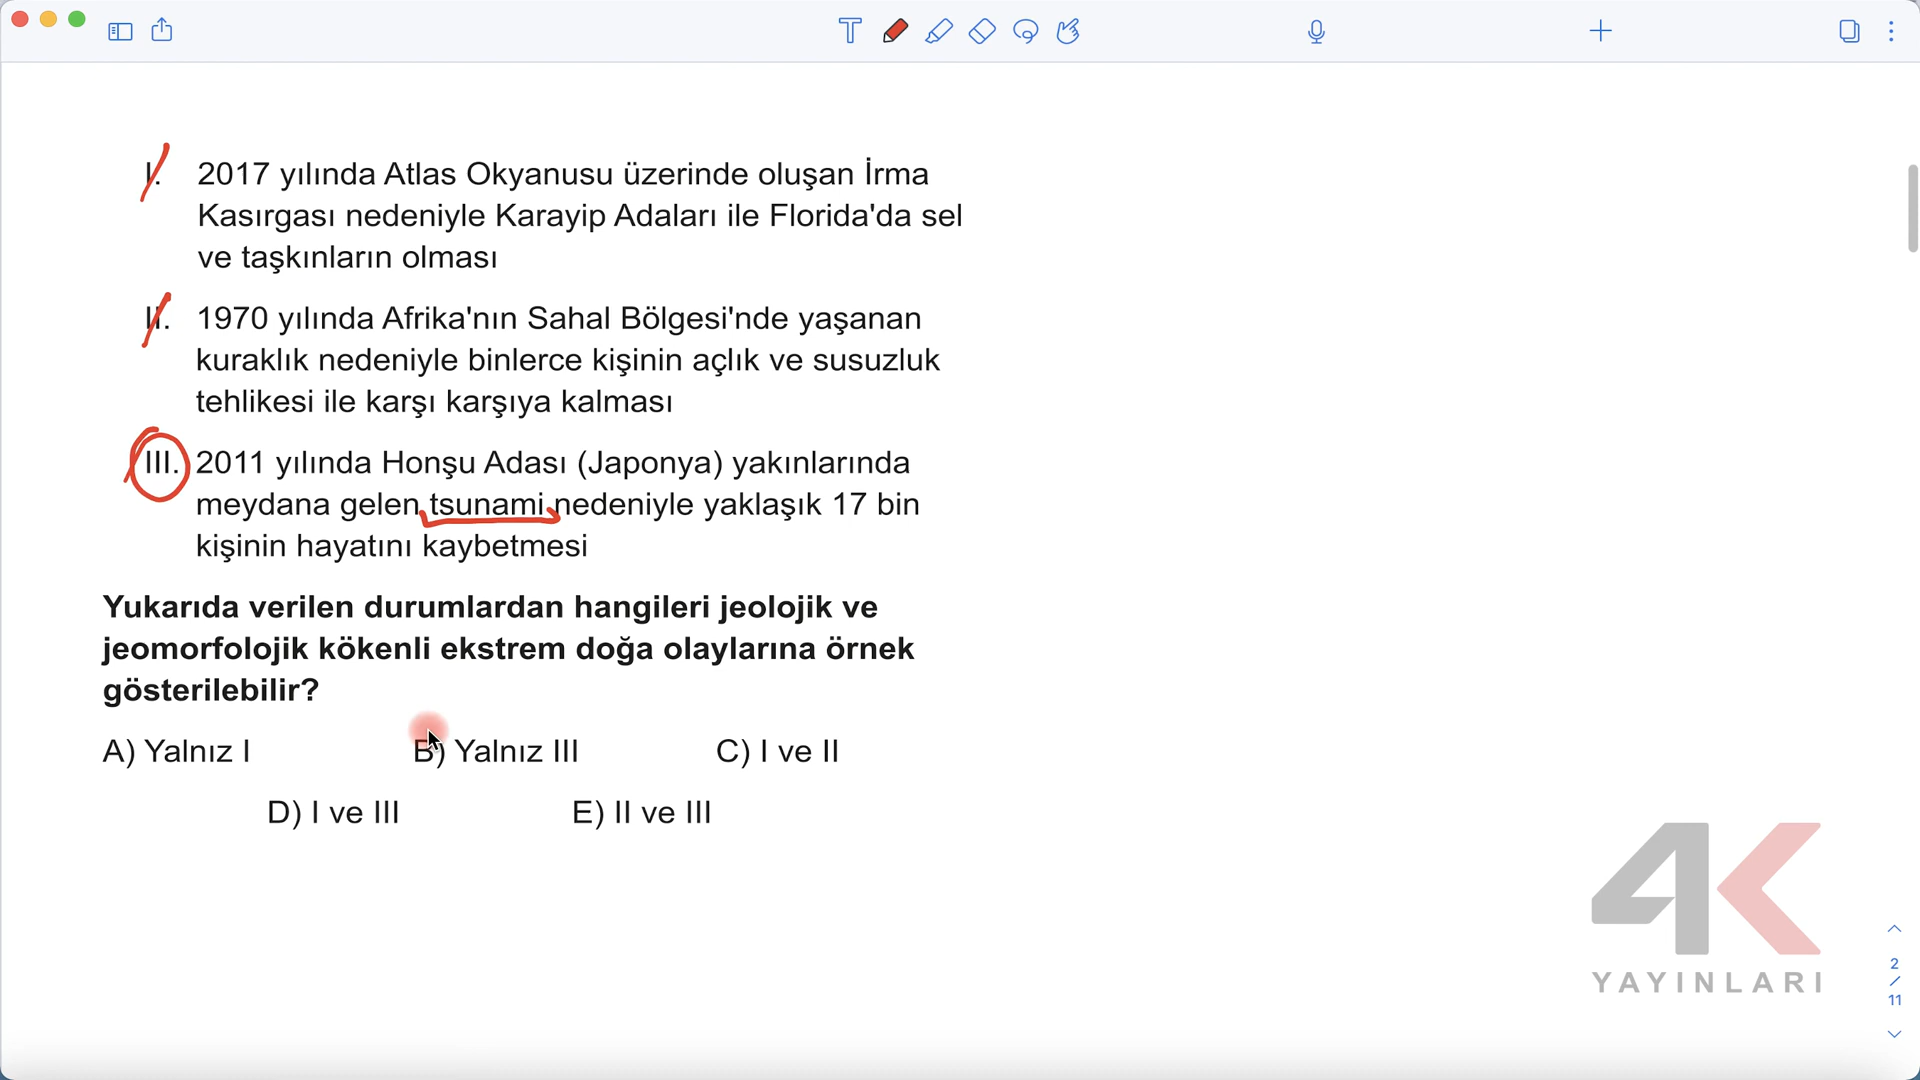 I. 2017 yılında Atlas Okyanusu üzerinde oluşan İrma
Kasırgası nedeniyle Karayip Adaları ile Florida'da sel
ve taşkınların olması
II. 1970 yılında Afrika'nın Sahal Bölgesi'nde yaşanan
kuraklık nedeniyle binlerce kişinin açlık ve susuzluk
tehlikesi ile karşı karşıya kalması
III. 2011 yılında Honşu Adası (Japonya) yakınlarında
meydana gelen tsunami nedeniyle yaklaşık 17 bin
kişinin hayatını kaybetmesi
Yukarıda verilen durumlardan hangileri jeolojik ve
jeomorfolojik kökenli ekstrem doğa olaylarına örnek
gösterilebilir?
A) Yalnız I B) Yalnız III C) I ve II
D) I ve III E) II ve III
4K
YAYINLARI
2
/
11